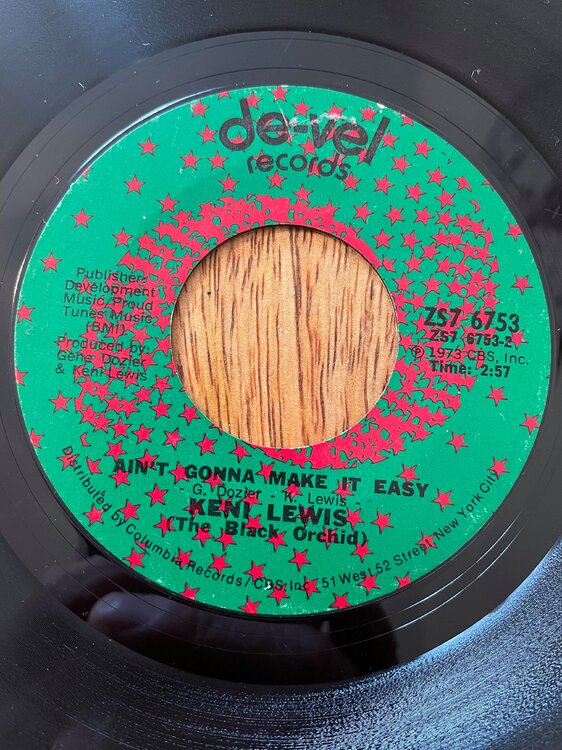 de-vel
records
Publisher:
Development
Music/Proud
Tunes Music
(BMI)
Produced by:
Gene Dozier
& Keni Lewis
ZS7 6753
ZS7 6753-2
℗ 1973 CBS, Inc.
Time: 2:57
AIN'T GONNA MAKE IT EASY
- G. Dozier - K. Lewis -
KENI LEWIS
(The Black Orchid)
Distributed by Columbia Records/CBS, Inc. 51 West 52 Street, New York City